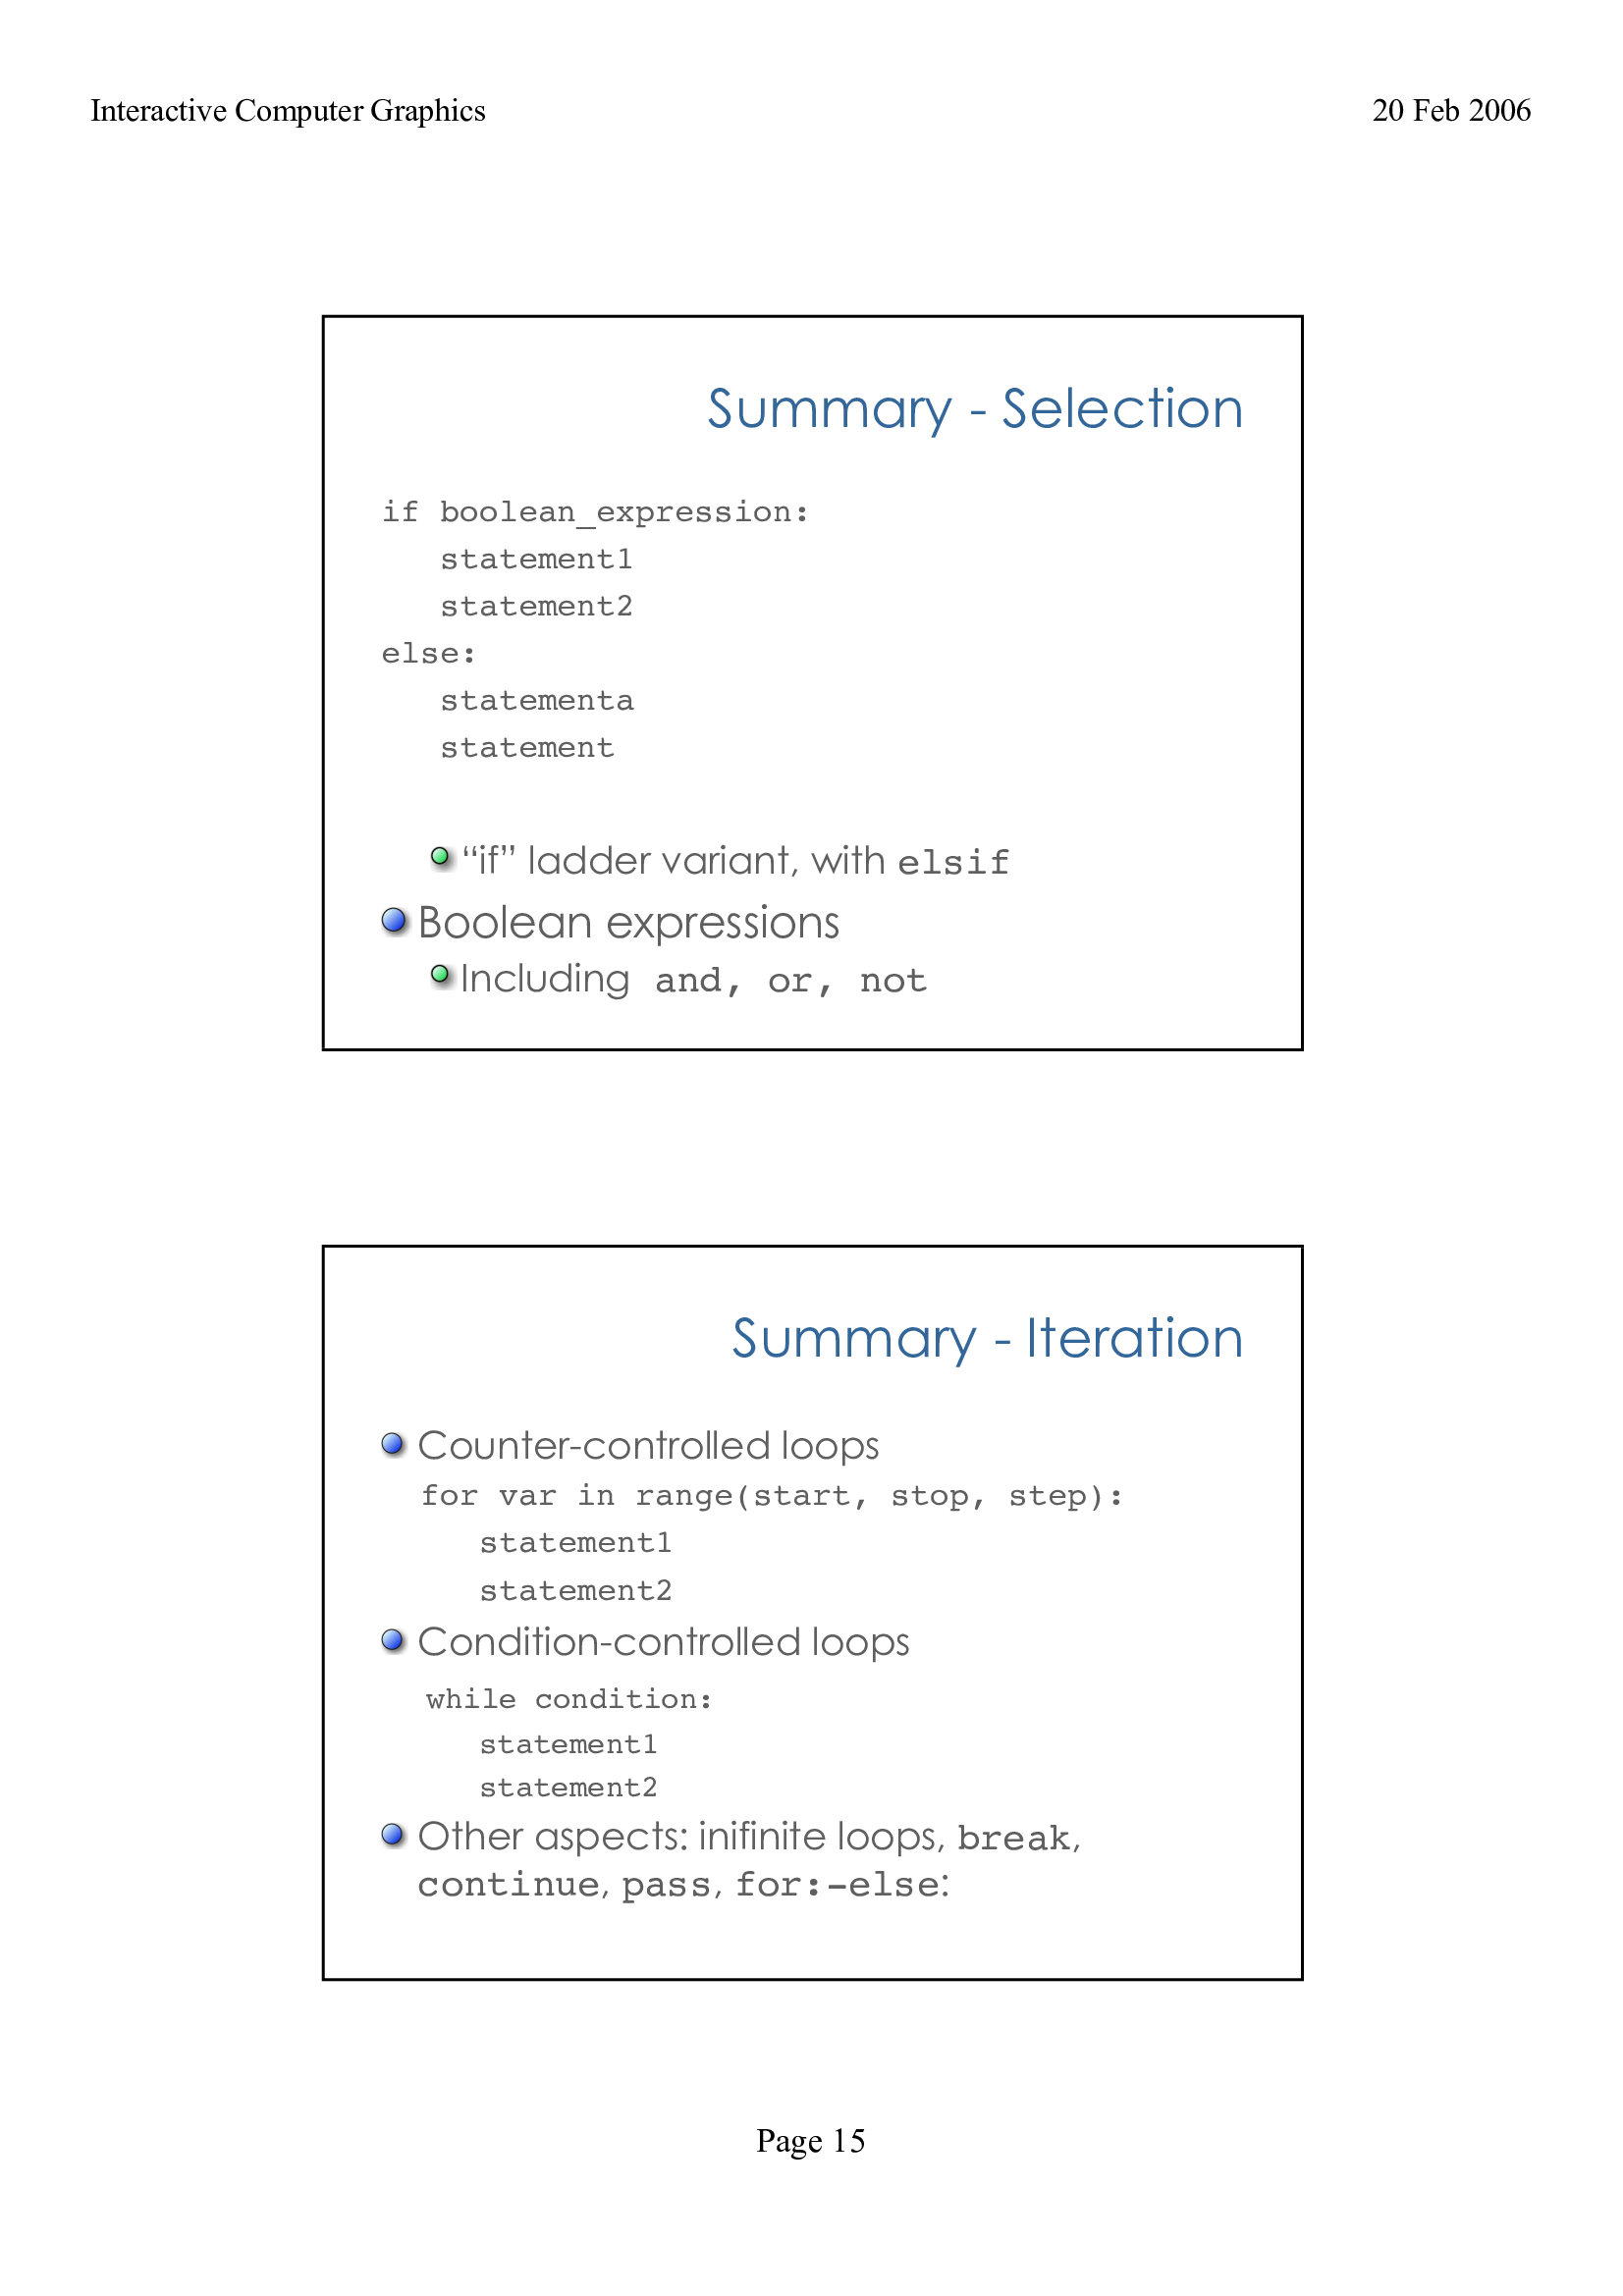 Interactive Computer Graphics 20 Feb 2006
Summary - Selection
if boolean_expression:
   statement1
   statement2
else:
   statementa
   statement
“if” ladder variant, with elsif
Boolean expressions
Including and, or, not
Summary - Iteration
Counter-controlled loops
for var in range(start, stop, step):
   statement1
   statement2
Condition-controlled loops
while condition:
   statement1
   statement2
Other aspects: inifinite loops, break,
continue, pass, for:-else:
Page 15